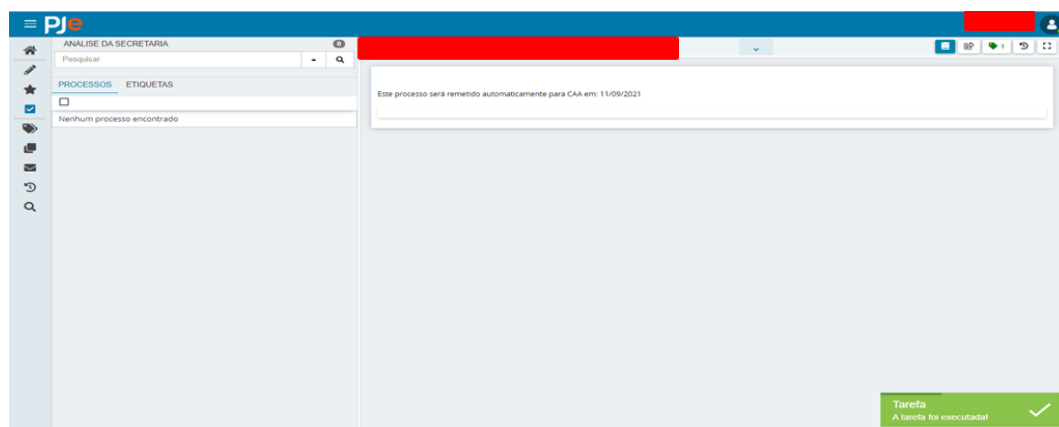 PJe
ANÁLISE DA SECRETARIA 0
Pesquisar
PROCESSOS ETIQUETAS
Nenhum processo encontrado
1
Este processo será remetido automaticamente para CAA em: 11/09/2021
Tarefa
A tarefa foi executada!